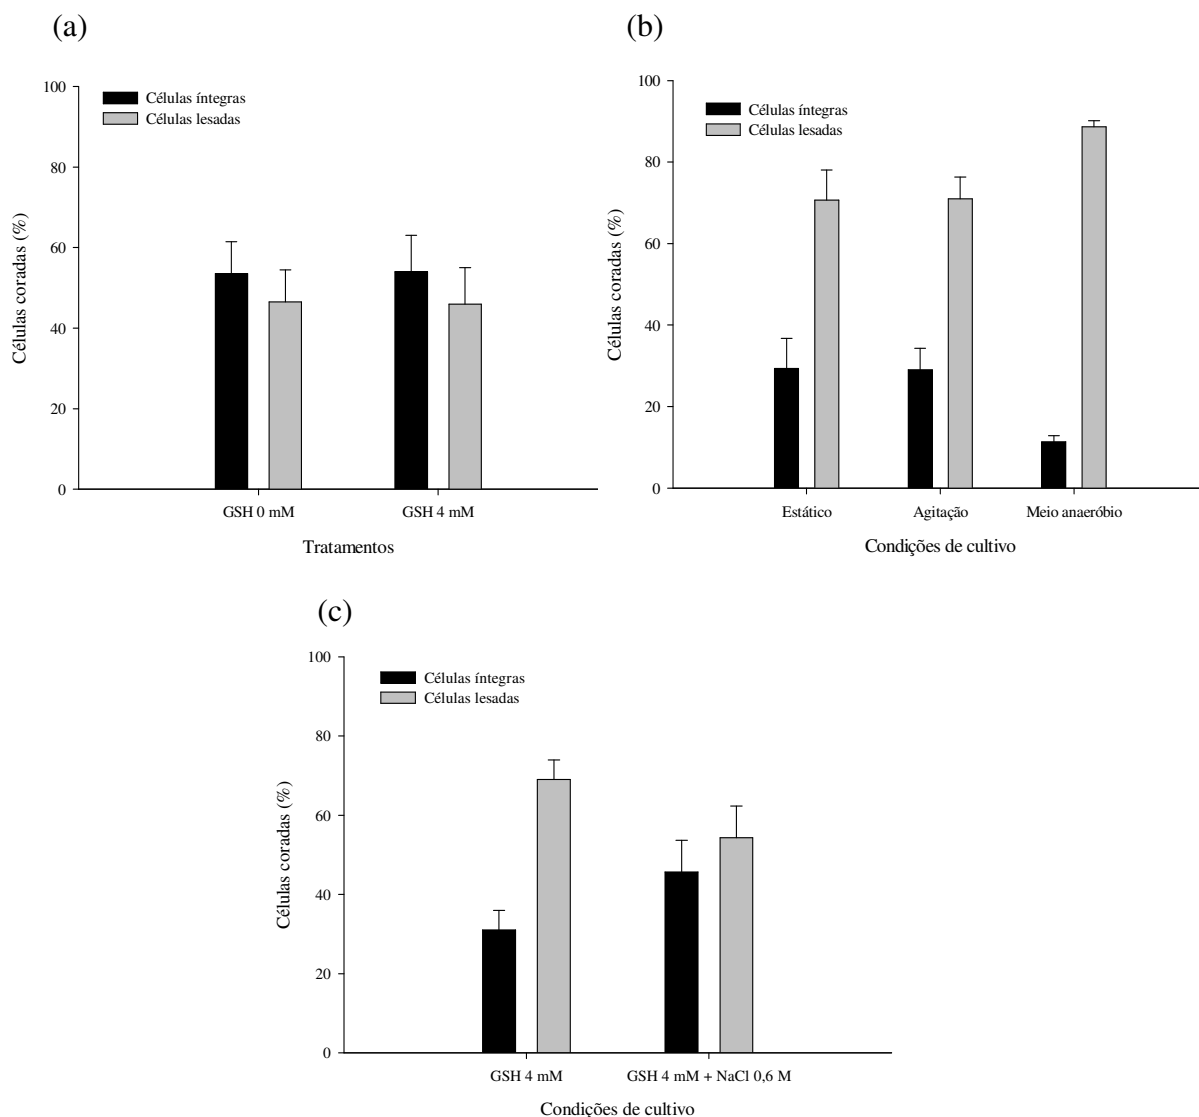 (a)
100
80
60
40
20
0
Células coradas (%)
Células íntegras
Células lesadas
GSH 0 mM
GSH 4 mM
Tratamentos
(b)
100
80
60
40
20
0
Células coradas (%)
Células íntegras
Células lesadas
Estático
Agitação
Meio anaeróbio
Condições de cultivo
(c)
100
80
60
40
20
0
Células coradas (%)
Células íntegras
Células lesadas
GSH 4 mM
GSH 4 mM + NaCl 0,6 M
Condições de cultivo